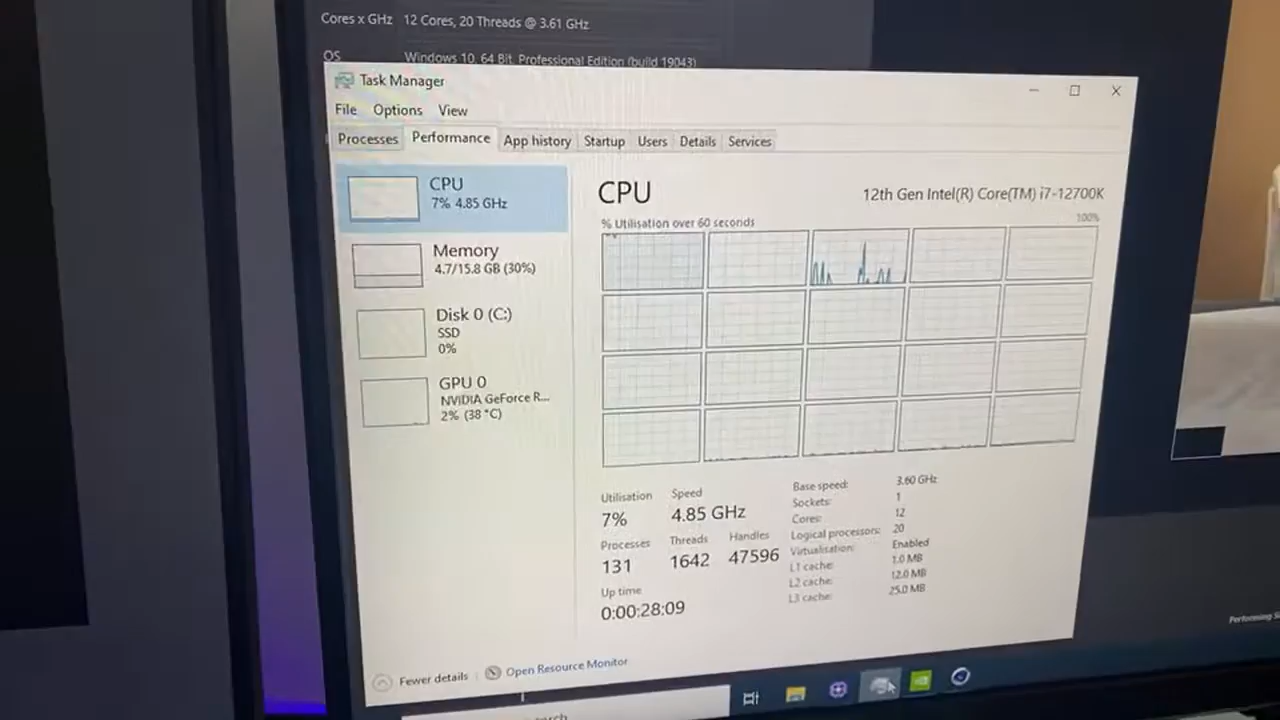 Cores x GHz 12 Cores, 20 Threads @ 3.61 GHz
OS Windows 10, 64 Bit, Professional Edition (build 19043)
Task Manager
File Options View
Processes Performance App history Startup Users Details Services
CPU
7% 4.85 GHz
Memory
4.7/15.8 GB (30%)
Disk 0 (C:)
SSD
0%
GPU 0
NVIDIA GeForce R...
2% (38 °C)
CPU 12th Gen Intel(R) Core(TM) i7-12700K
% Utilisation over 60 seconds 100%
Utilisation Speed
7% 4.85 GHz
Processes Threads Handles
131 1642 47596
Up time
0:00:28:09
Base speed: 3.60 GHz
Sockets: 1
Cores: 12
Logical processors: 20
Virtualisation: Enabled
L1 cache: 1.0 MB
L2 cache: 12.0 MB
L3 cache: 25.0 MB
Fewer details Open Resource Monitor
Performing